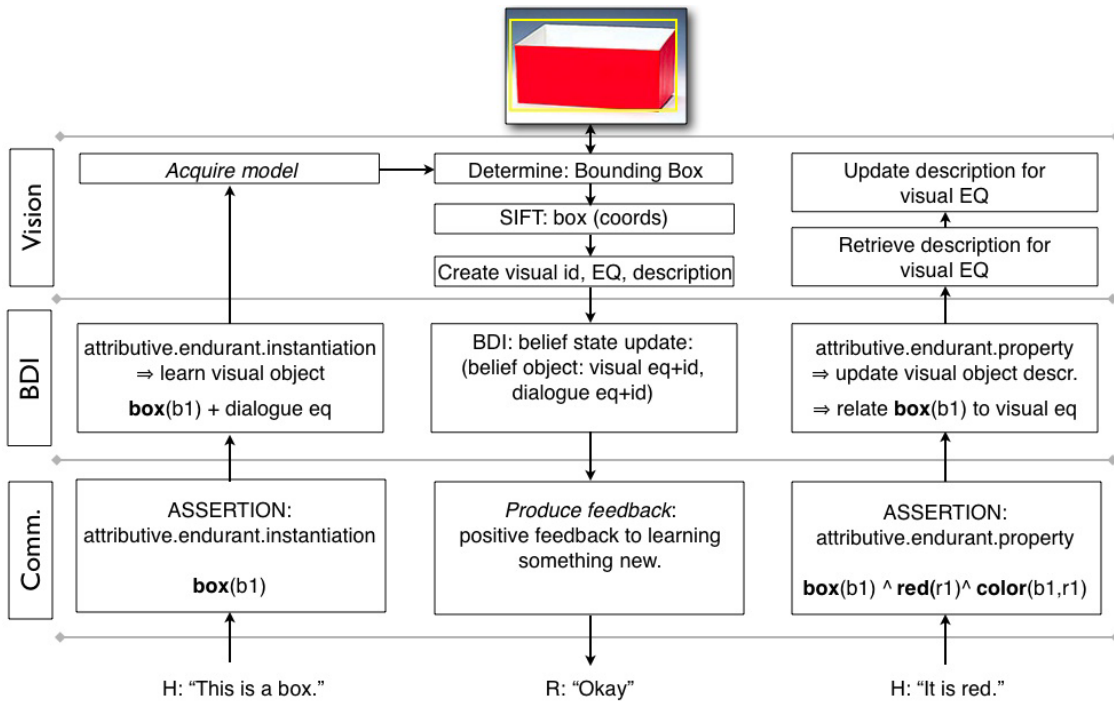 Vision
Acquire model
Determine: Bounding Box
SIFT: box (coords)
Create visual id, EQ, description
Update description for
visual EQ
Retrieve description for
visual EQ
BDI
attributive.endurant.instantiation
⇒ learn visual object
box(b1) + dialogue eq
BDI: belief state update:
(belief object: visual eq+id,
dialogue eq+id)
attributive.endurant.property
⇒ update visual object descr.
⇒ relate box(b1) to visual eq
Comm.
ASSERTION:
attributive.endurant.instantiation
box(b1)
Produce feedback:
positive feedback to learning
something new.
ASSERTION:
attributive.endurant.property
box(b1) ^ red(r1)^ color(b1,r1)
H: “This is a box.”
R: “Okay”
H: “It is red.”